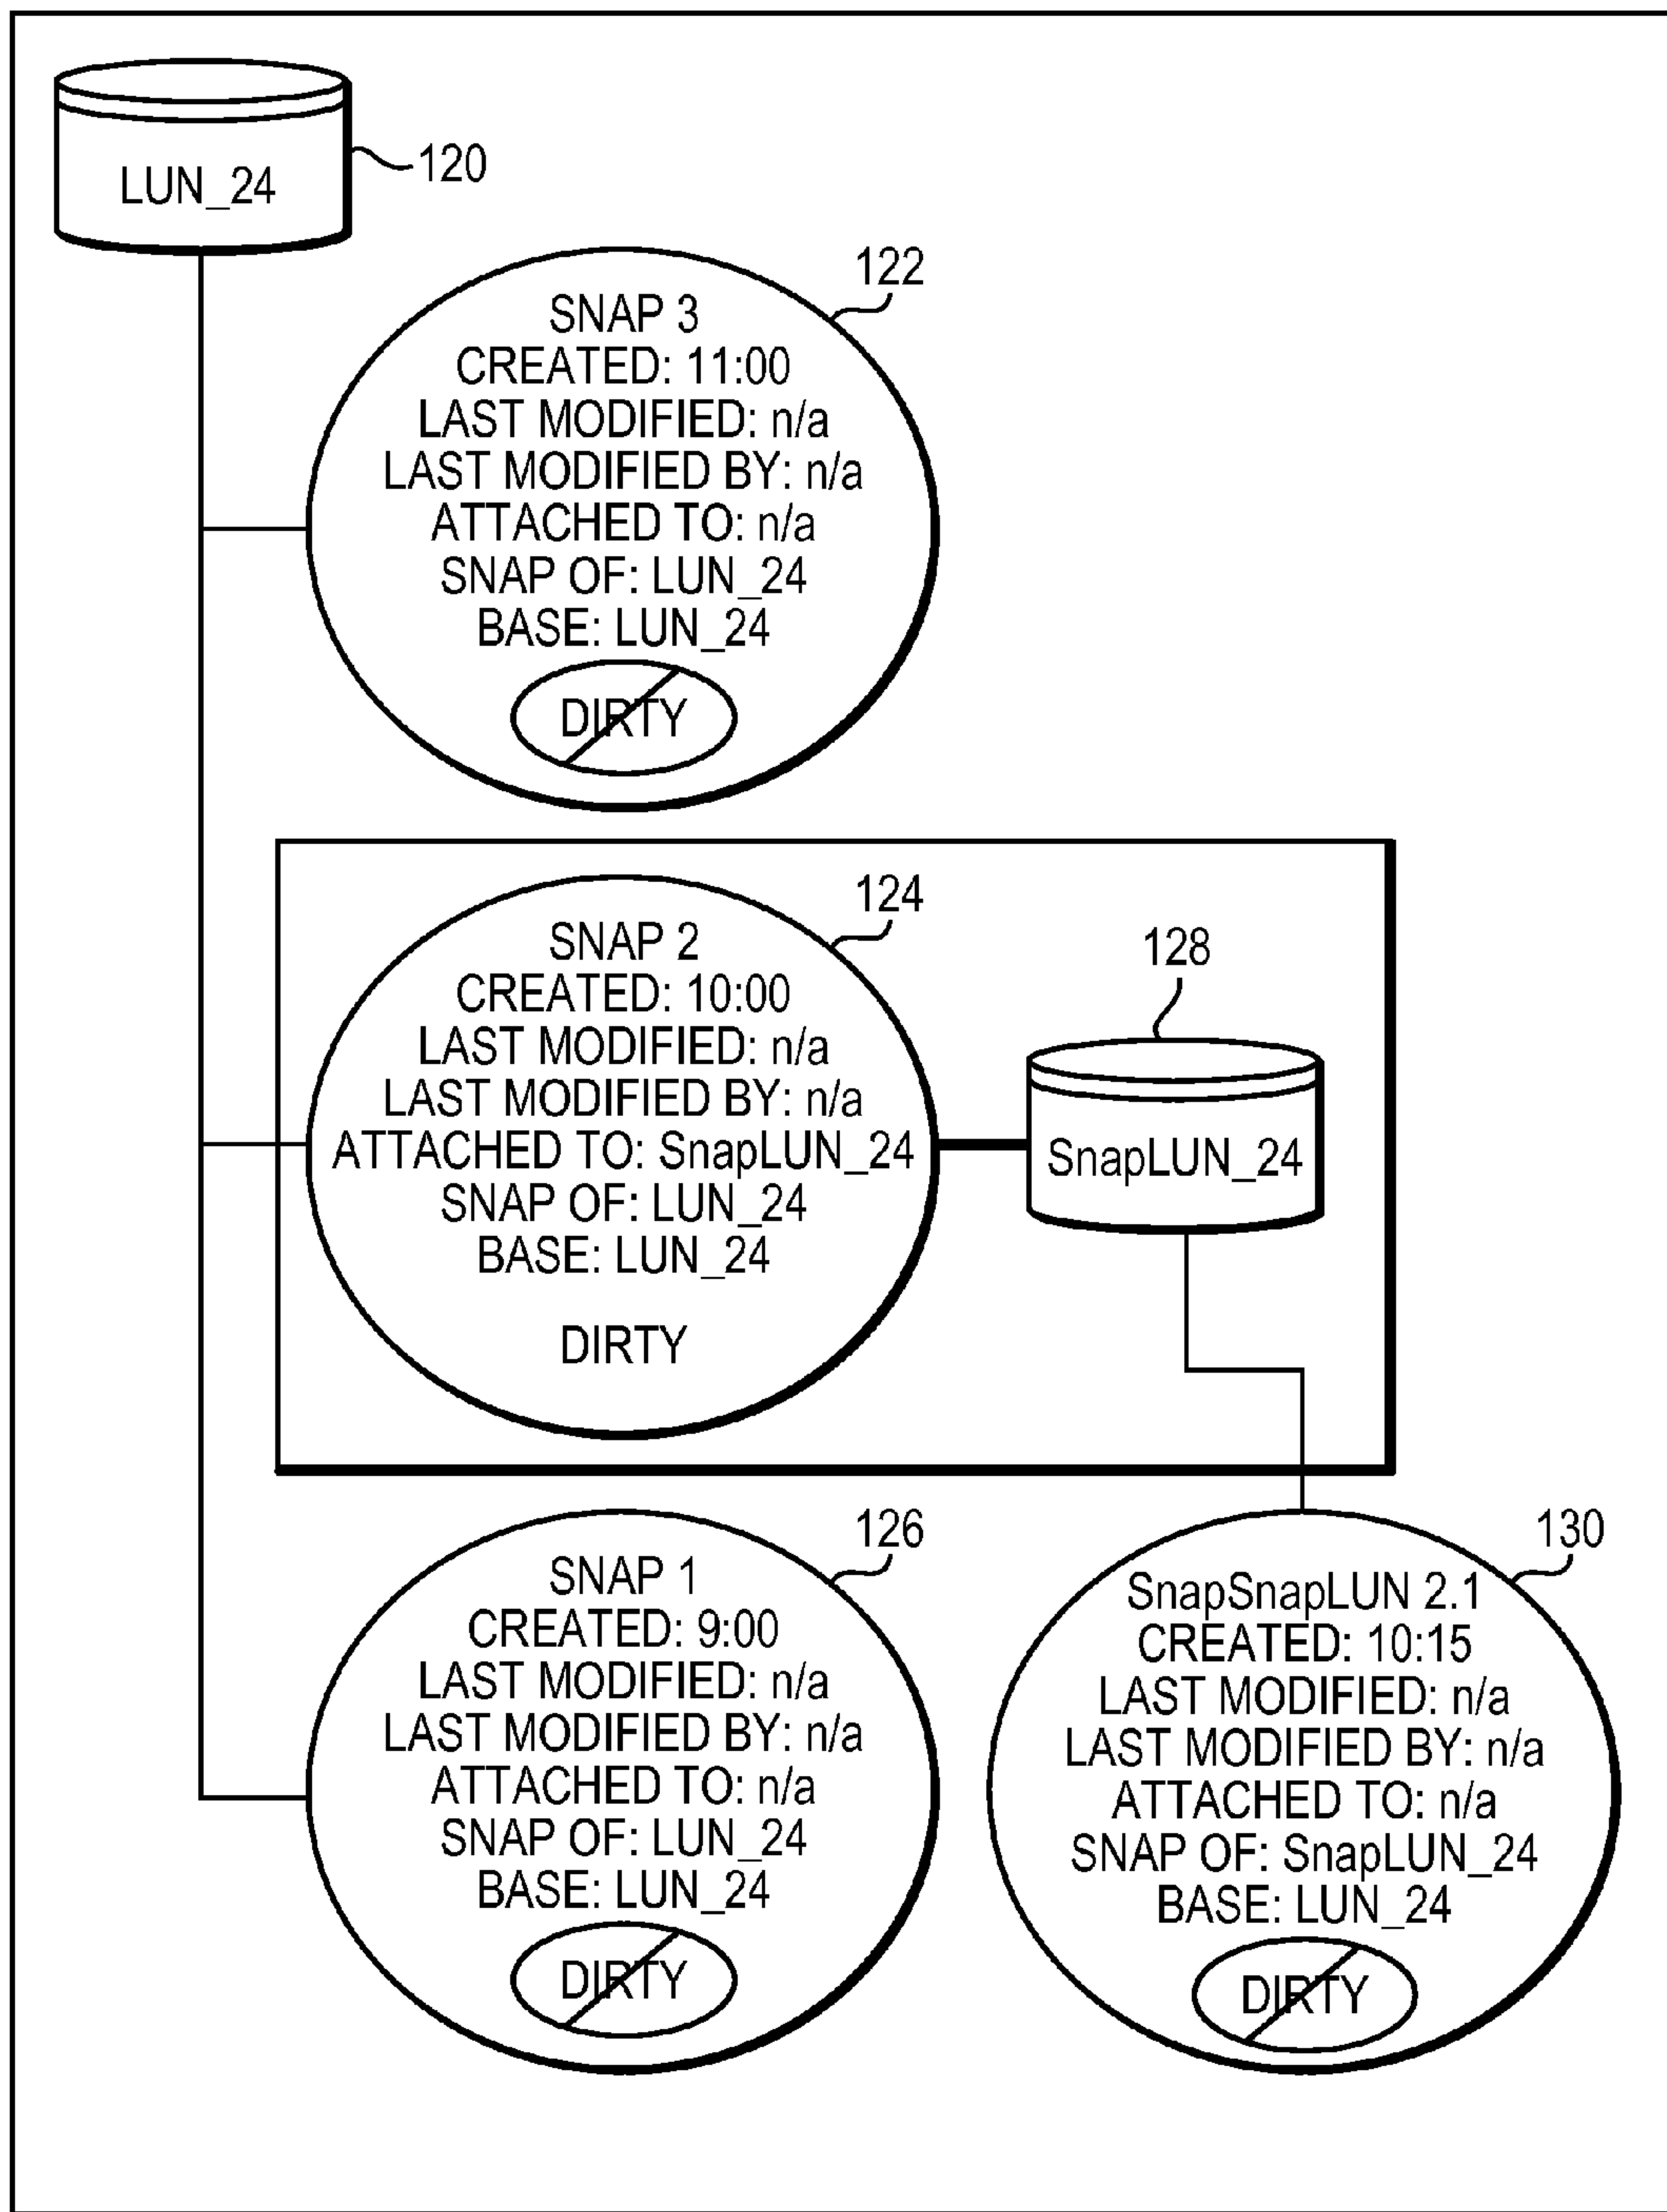 LUN_24
120
122
SNAP 3
CREATED: 11:00
LAST MODIFIED: n/a
LAST MODIFIED BY: n/a
ATTACHED TO: n/a
SNAP OF: LUN_24
BASE: LUN_24
DIRTY
124
SNAP 2
CREATED: 10:00
LAST MODIFIED: n/a
LAST MODIFIED BY: n/a
ATTACHED TO: SnapLUN_24
SNAP OF: LUN_24
BASE: LUN_24
DIRTY
128
SnapLUN_24
126
SNAP 1
CREATED: 9:00
LAST MODIFIED: n/a
LAST MODIFIED BY: n/a
ATTACHED TO: n/a
SNAP OF: LUN_24
BASE: LUN_24
DIRTY
130
SnapSnapLUN 2.1
CREATED: 10:15
LAST MODIFIED: n/a
LAST MODIFIED BY: n/a
ATTACHED TO: n/a
SNAP OF: SnapLUN_24
BASE: LUN_24
DIRTY